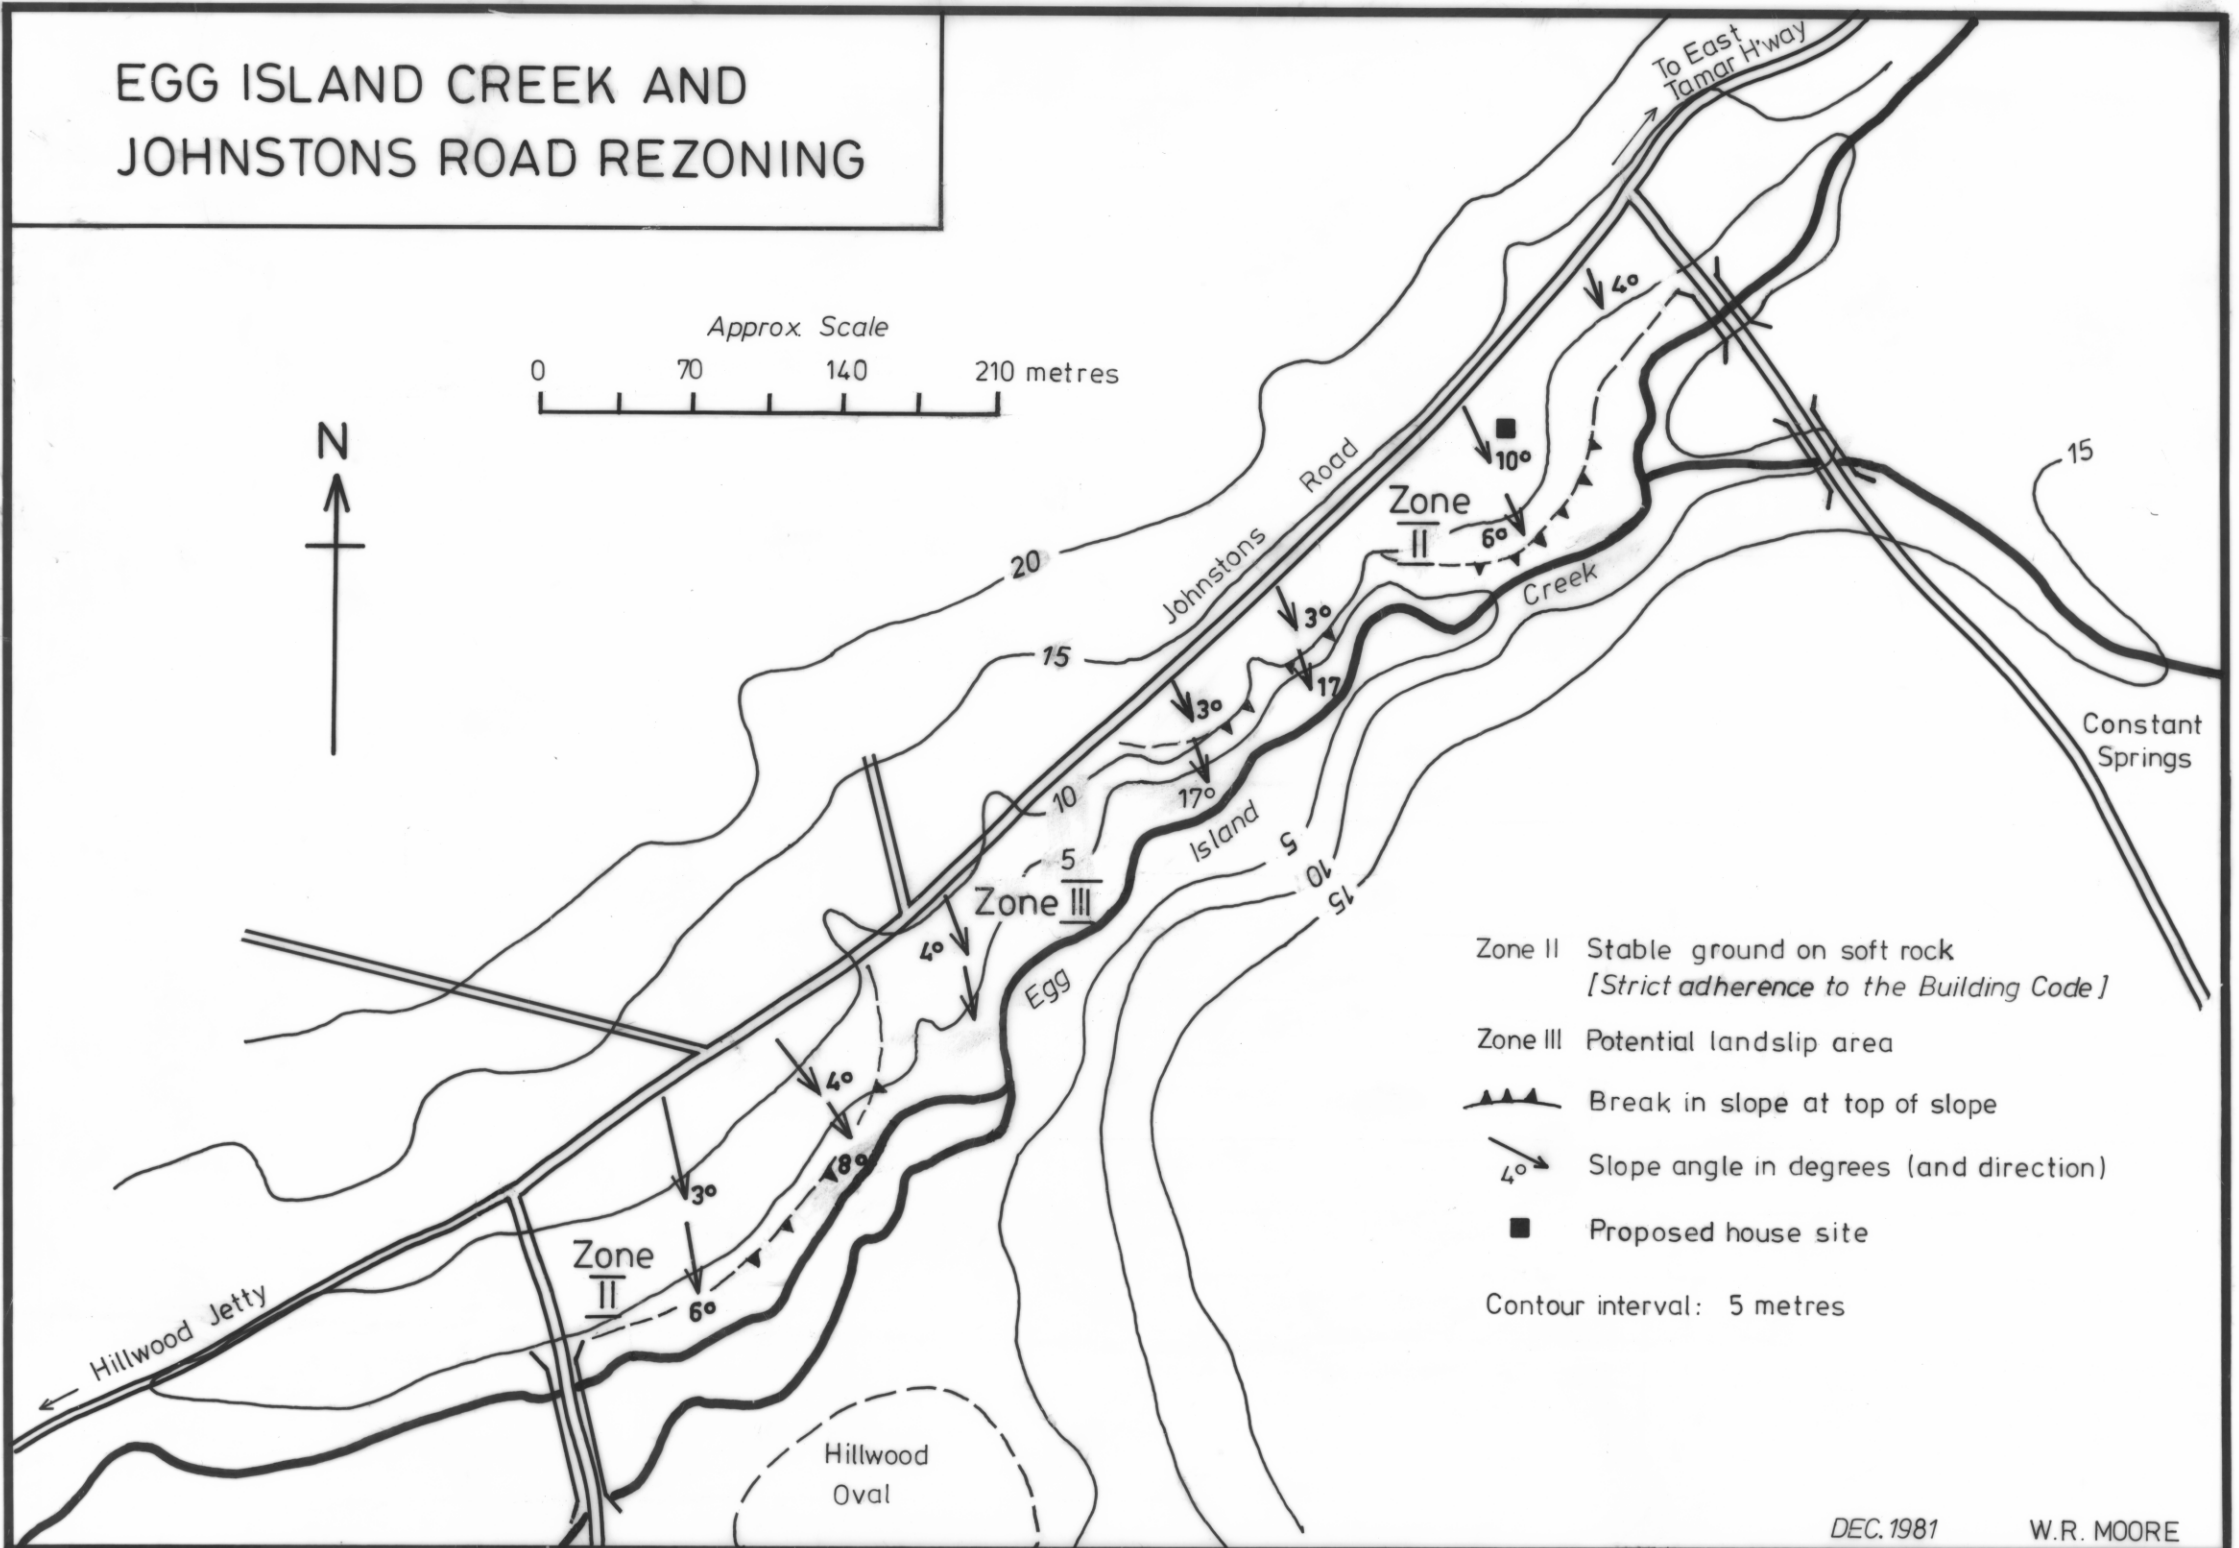 EGG ISLAND CREEK AND
JOHNSTONS ROAD REZONING
To East
Tamar H'way
Approx. Scale
0 70 140 210 metres
N
4°
10°
Zone
II
6°
Road
Johnstons
20
15
15
3°
17
3°
17°
Creek
Island
Egg
10
5
Zone III
4°
5
10
15
Constant
Springs
4°
8°
3°
6°
Zone
II
Hillwood Jetty
Hillwood
Oval
Zone II Stable ground on soft rock
[Strict adherence to the Building Code]
Zone III Potential landslip area
Break in slope at top of slope
4° Slope angle in degrees (and direction)
Proposed house site
Contour interval: 5 metres
DEC. 1981 W.R. MOORE